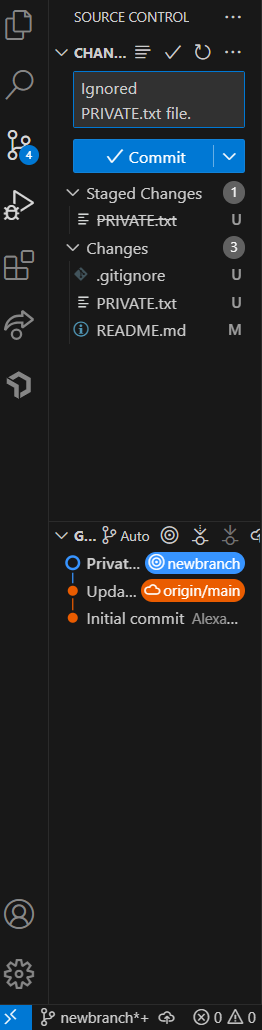 SOURCE CONTROL
4
CHAN...
Ignored
PRIVATE.txt file.
Commit
Staged Changes 1
PRIVATE.txt U
Changes 3
.gitignore U
PRIVATE.txt U
README.md M
G... Auto
Privat... newbranch
Upda... origin/main
Initial commit Alexa...
newbranch*+ 0 0